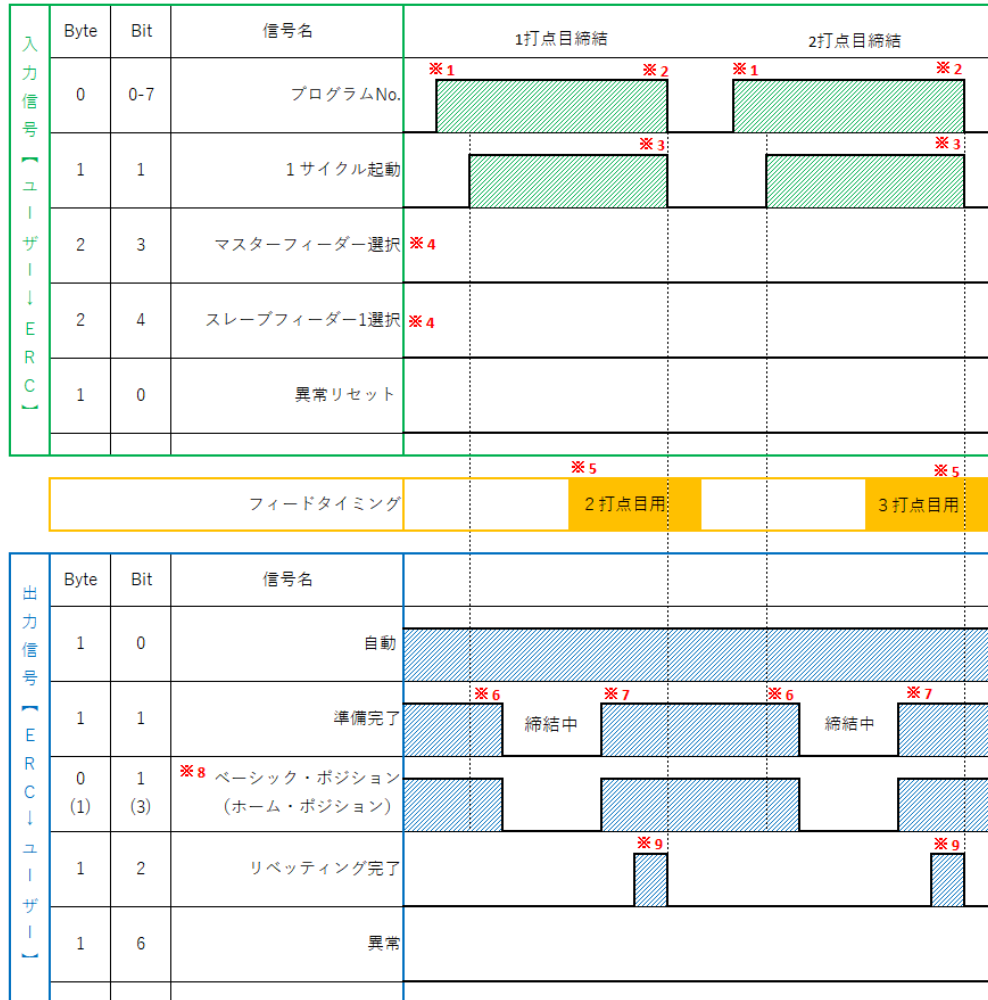 入力信号【ユーザー→ERC】
Byte Bit 信号名 1打点目締結 2打点目締結
※1 ※2 ※1 ※2
0 0-7 プログラムNo.
※3 ※3
1 1 1サイクル起動
2 3 マスターフィーダー選択 ※4
2 4 スレーブフィーダー1選択 ※4
1 0 異常リセット
※5 ※5
フィードタイミング 2打点目用 3打点目用
出力信号【ERC→ユーザー】
Byte Bit 信号名
1 0 自動
※6 ※7 ※6 ※7
1 1 準備完了 締結中 締結中
0 1 ※8 ベーシック・ポジション
(1) (3) (ホーム・ポジション)
※9 ※9
1 2 リベッティング完了
1 6 異常